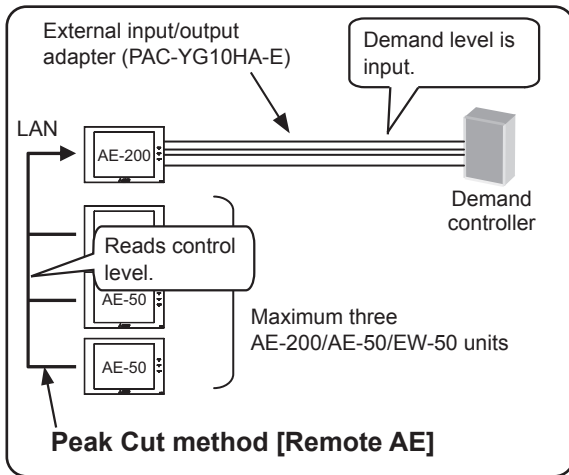 External input/output
adapter (PAC-YG10HA-E)
Demand level is
input.
LAN
AE-200
Demand
controller
Reads control
level.
AE-50
Maximum three
AE-200/AE-50/EW-50 units
AE-50
Peak Cut method [Remote AE]